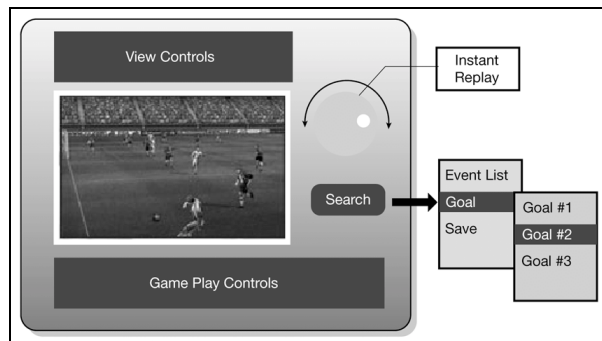 View Controls
Instant
Replay
Search
Event List
Goal
Save
Goal #1
Goal #2
Goal #3
Game Play Controls